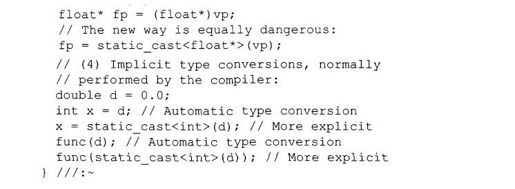 float* fp = (float*)vp;
// The new way is equally dangerous:
fp = static_cast<float*>(vp);
// (4) Implicit type conversions, normally
// performed by the compiler:
double d = 0.0;
int x = d; // Automatic type conversion
x = static_cast<int>(d); // More explicit
func(d); // Automatic type conversion
func(static_cast<int>(d)); // More explicit
} ///:~